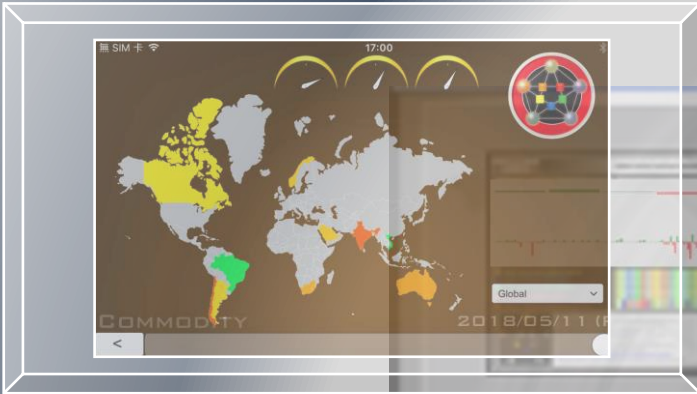 無 SIM 卡
17:00
Global
COMMODITY
2018/05/11 (
<